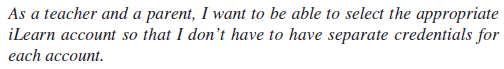 As a teacher and a parent, I want to be able to select the appropriate
iLearn account so that I don't have to have separate credentials for
each account.